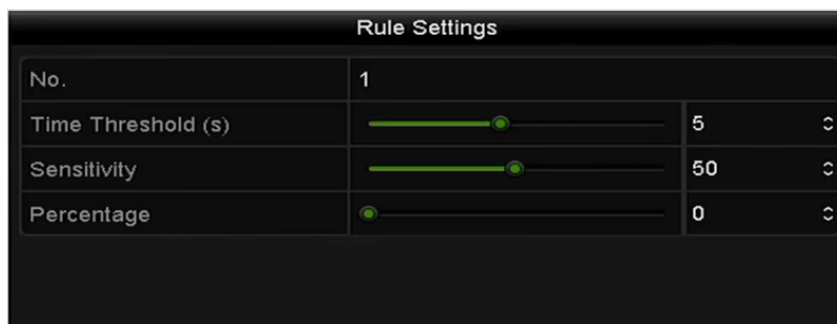 Rule Settings
No. 1
Time Threshold (s) 5
Sensitivity 50
Percentage 0